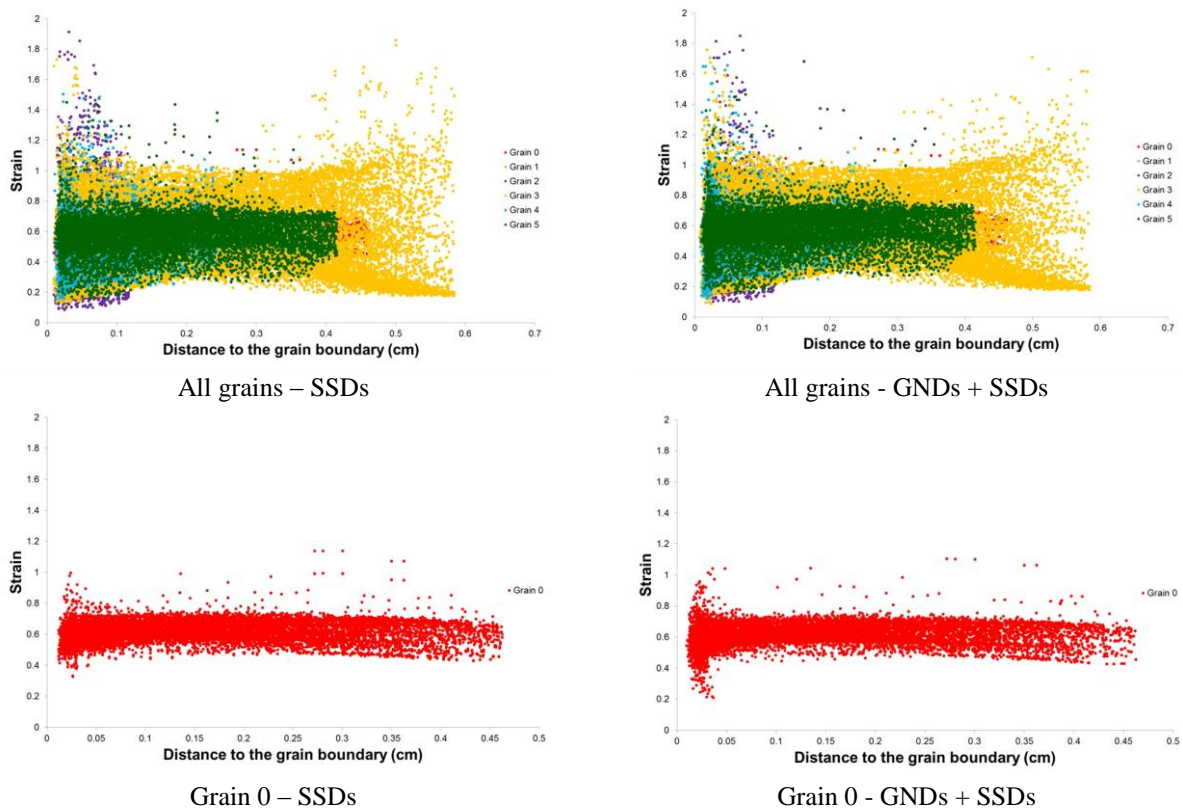 2
1.8
1.6
1.4
1.2
1
0.8
0.6
0.4
0.2
0
Strain
0 0.1 0.2 0.3 0.4 0.5 0.6 0.7
Distance to the grain boundary (cm)
Grain 0
Grain 1
Grain 2
Grain 3
Grain 4
Grain 5
All grains – SSDs
2
1.8
1.6
1.4
1.2
1
0.8
0.6
0.4
0.2
0
Strain
0 0.1 0.2 0.3 0.4 0.5 0.6 0.7
Distance to the grain boundary (cm)
Grain 0
Grain 1
Grain 2
Grain 3
Grain 4
Grain 5
All grains - GNDs + SSDs
2
1.8
1.6
1.4
1.2
1
0.8
0.6
0.4
0.2
0
Strain
0 0.05 0.1 0.15 0.2 0.25 0.3 0.35 0.4 0.45 0.5
Distance to the grain boundary (cm)
Grain 0
Grain 0 – SSDs
2
1.8
1.6
1.4
1.2
1
0.8
0.6
0.4
0.2
0
Strain
0 0.05 0.1 0.15 0.2 0.25 0.3 0.35 0.4 0.45 0.5
Distance to the grain boundary (cm)
Grain 0
Grain 0 - GNDs + SSDs